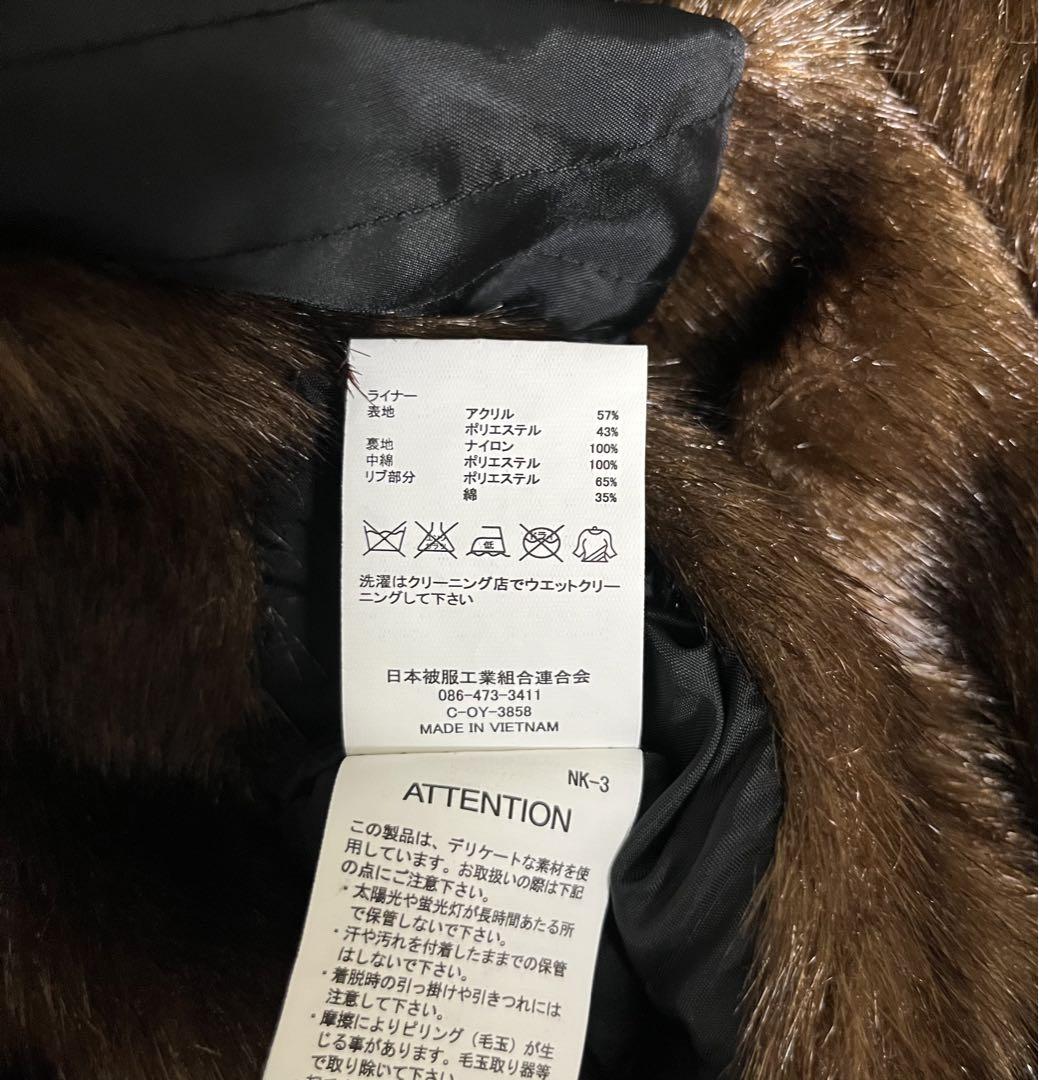 ライナー
表地 アクリル 57%
ポリエステル 43%
裏地 ナイロン 100%
中綿 ポリエステル 100%
リブ部分 ポリエステル 65%
綿 35%
エンソ サラシ 低 ドライ
洗濯はクリーニング店でウエットクリー
ニングして下さい
日本被服工業組合連合会
086-473-3411
C-OY-3858
MADE IN VIETNAM
NK-3
ATTENTION
この製品は、デリケートな素材を使
用しています。お取扱いの際は下記
の点にご注意下さい。
・太陽光や蛍光灯が長時間あたる所
で保管しないで下さい。
・汗や汚れを付着したままでの保管
はしないで下さい。
・着脱時の引っ掛けや引きつれには
注意して下さい。
・摩擦によりピリング（毛玉）が生
じる事があります。毛玉取り器等
で取り除いて下さい。